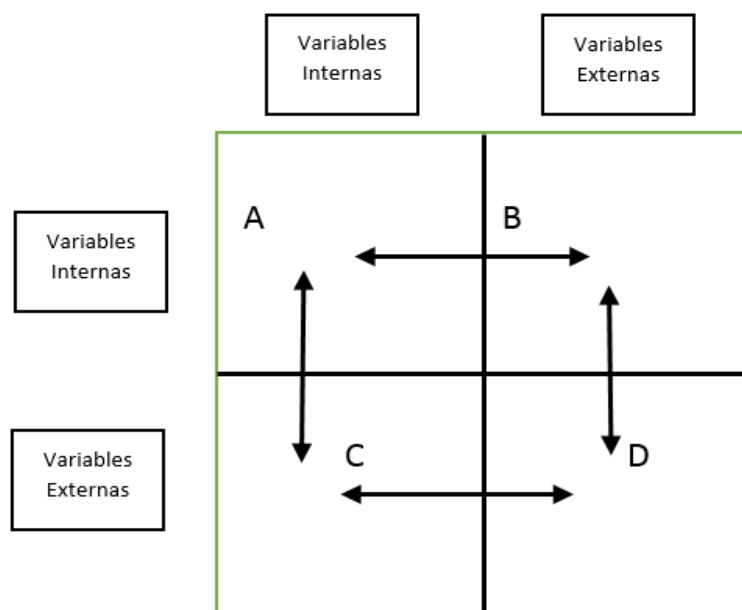 Variables
Internas
Variables
Externas
Variables
Internas
A
B
Variables
Externas
C
D